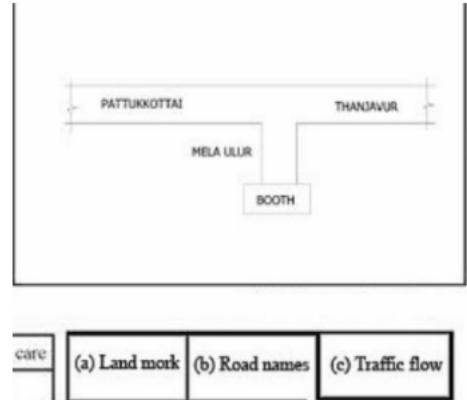 PATTUKKOTTAI THANJAVUR
MELA ULUR
BOOTH
care (a) Land mork (b) Road names (c) Traffic flow